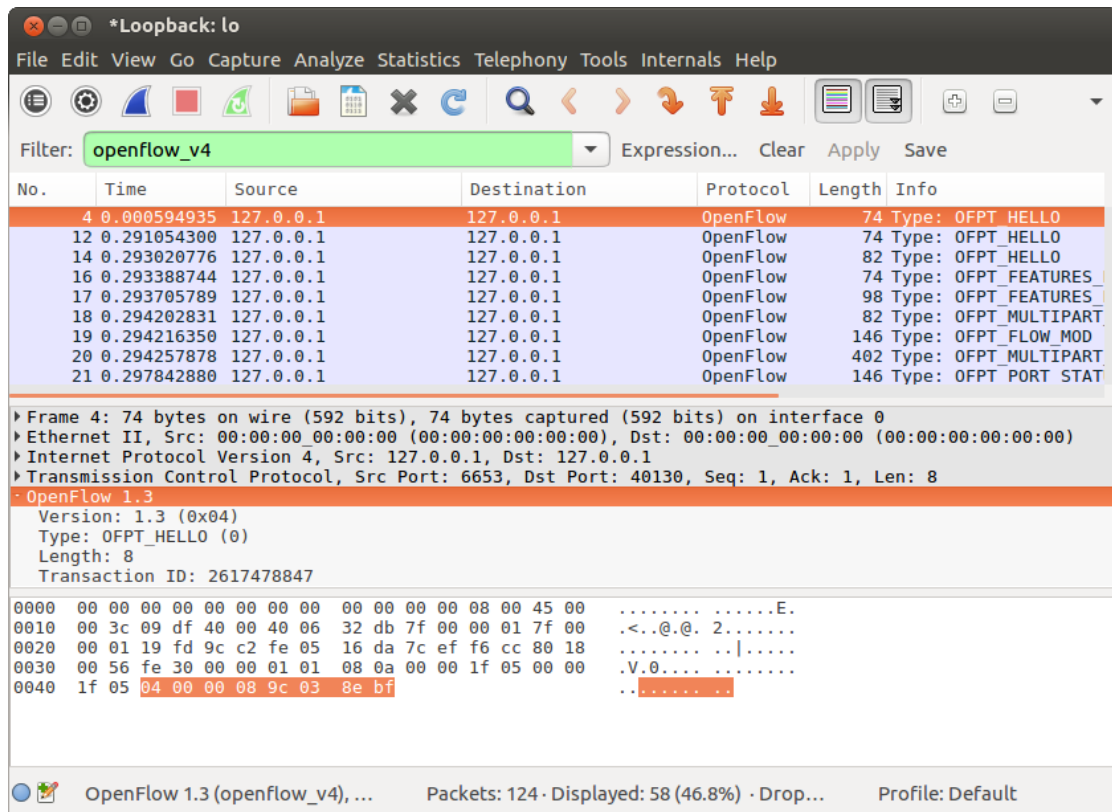 *Loopback: lo
File Edit View Go Capture Analyze Statistics Telephony Tools Internals Help
Filter: openflow_v4 Expression... Clear Apply Save
No. Time Source Destination Protocol Length Info
4 0.000594935 127.0.0.1 127.0.0.1 OpenFlow 74 Type: OFPT_HELLO
12 0.291054300 127.0.0.1 127.0.0.1 OpenFlow 74 Type: OFPT_HELLO
14 0.293020776 127.0.0.1 127.0.0.1 OpenFlow 82 Type: OFPT_HELLO
16 0.293388744 127.0.0.1 127.0.0.1 OpenFlow 74 Type: OFPT_FEATURES_
17 0.293705789 127.0.0.1 127.0.0.1 OpenFlow 98 Type: OFPT_FEATURES_
18 0.294202831 127.0.0.1 127.0.0.1 OpenFlow 82 Type: OFPT_MULTIPART_
19 0.294216350 127.0.0.1 127.0.0.1 OpenFlow 146 Type: OFPT_FLOW_MOD
20 0.294257878 127.0.0.1 127.0.0.1 OpenFlow 402 Type: OFPT_MULTIPART_
21 0.297842880 127.0.0.1 127.0.0.1 OpenFlow 146 Type: OFPT_PORT_STAT
Frame 4: 74 bytes on wire (592 bits), 74 bytes captured (592 bits) on interface 0
Ethernet II, Src: 00:00:00_00:00:00 (00:00:00:00:00:00), Dst: 00:00:00_00:00:00 (00:00:00:00:00:00)
Internet Protocol Version 4, Src: 127.0.0.1, Dst: 127.0.0.1
Transmission Control Protocol, Src Port: 6653, Dst Port: 40130, Seq: 1, Ack: 1, Len: 8
OpenFlow 1.3
Version: 1.3 (0x04)
Type: OFPT_HELLO (0)
Length: 8
Transaction ID: 2617478847
0000 00 00 00 00 00 00 00 00 00 00 00 00 08 00 45 00 ........ ......E.
0010 00 3c 09 df 40 00 40 06 32 db 7f 00 00 01 7f 00 .<..@.@. 2.......
0020 00 01 19 fd 9c c2 fe 05 16 da 7c ef f6 cc 80 18 ........ ..|.....
0030 00 56 fe 30 00 00 01 01 08 0a 00 00 1f 05 00 00 .V.0.... ........
0040 1f 05 04 00 00 08 9c 03 8e bf ........ ..
OpenFlow 1.3 (openflow_v4), ... Packets: 124 · Displayed: 58 (46.8%) · Drop... Profile: Default